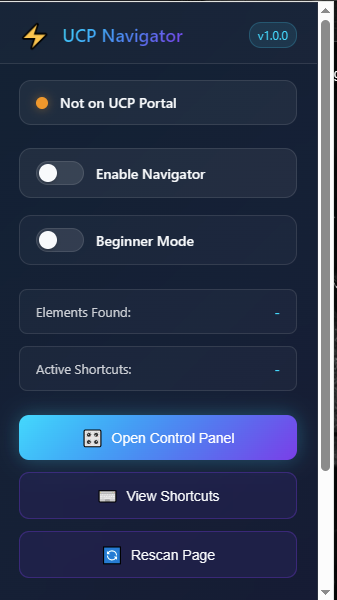 UCP Navigator
v1.0.0
Not on UCP Portal
Enable Navigator
Beginner Mode
Elements Found: -
Active Shortcuts: -
Open Control Panel
View Shortcuts
Rescan Page